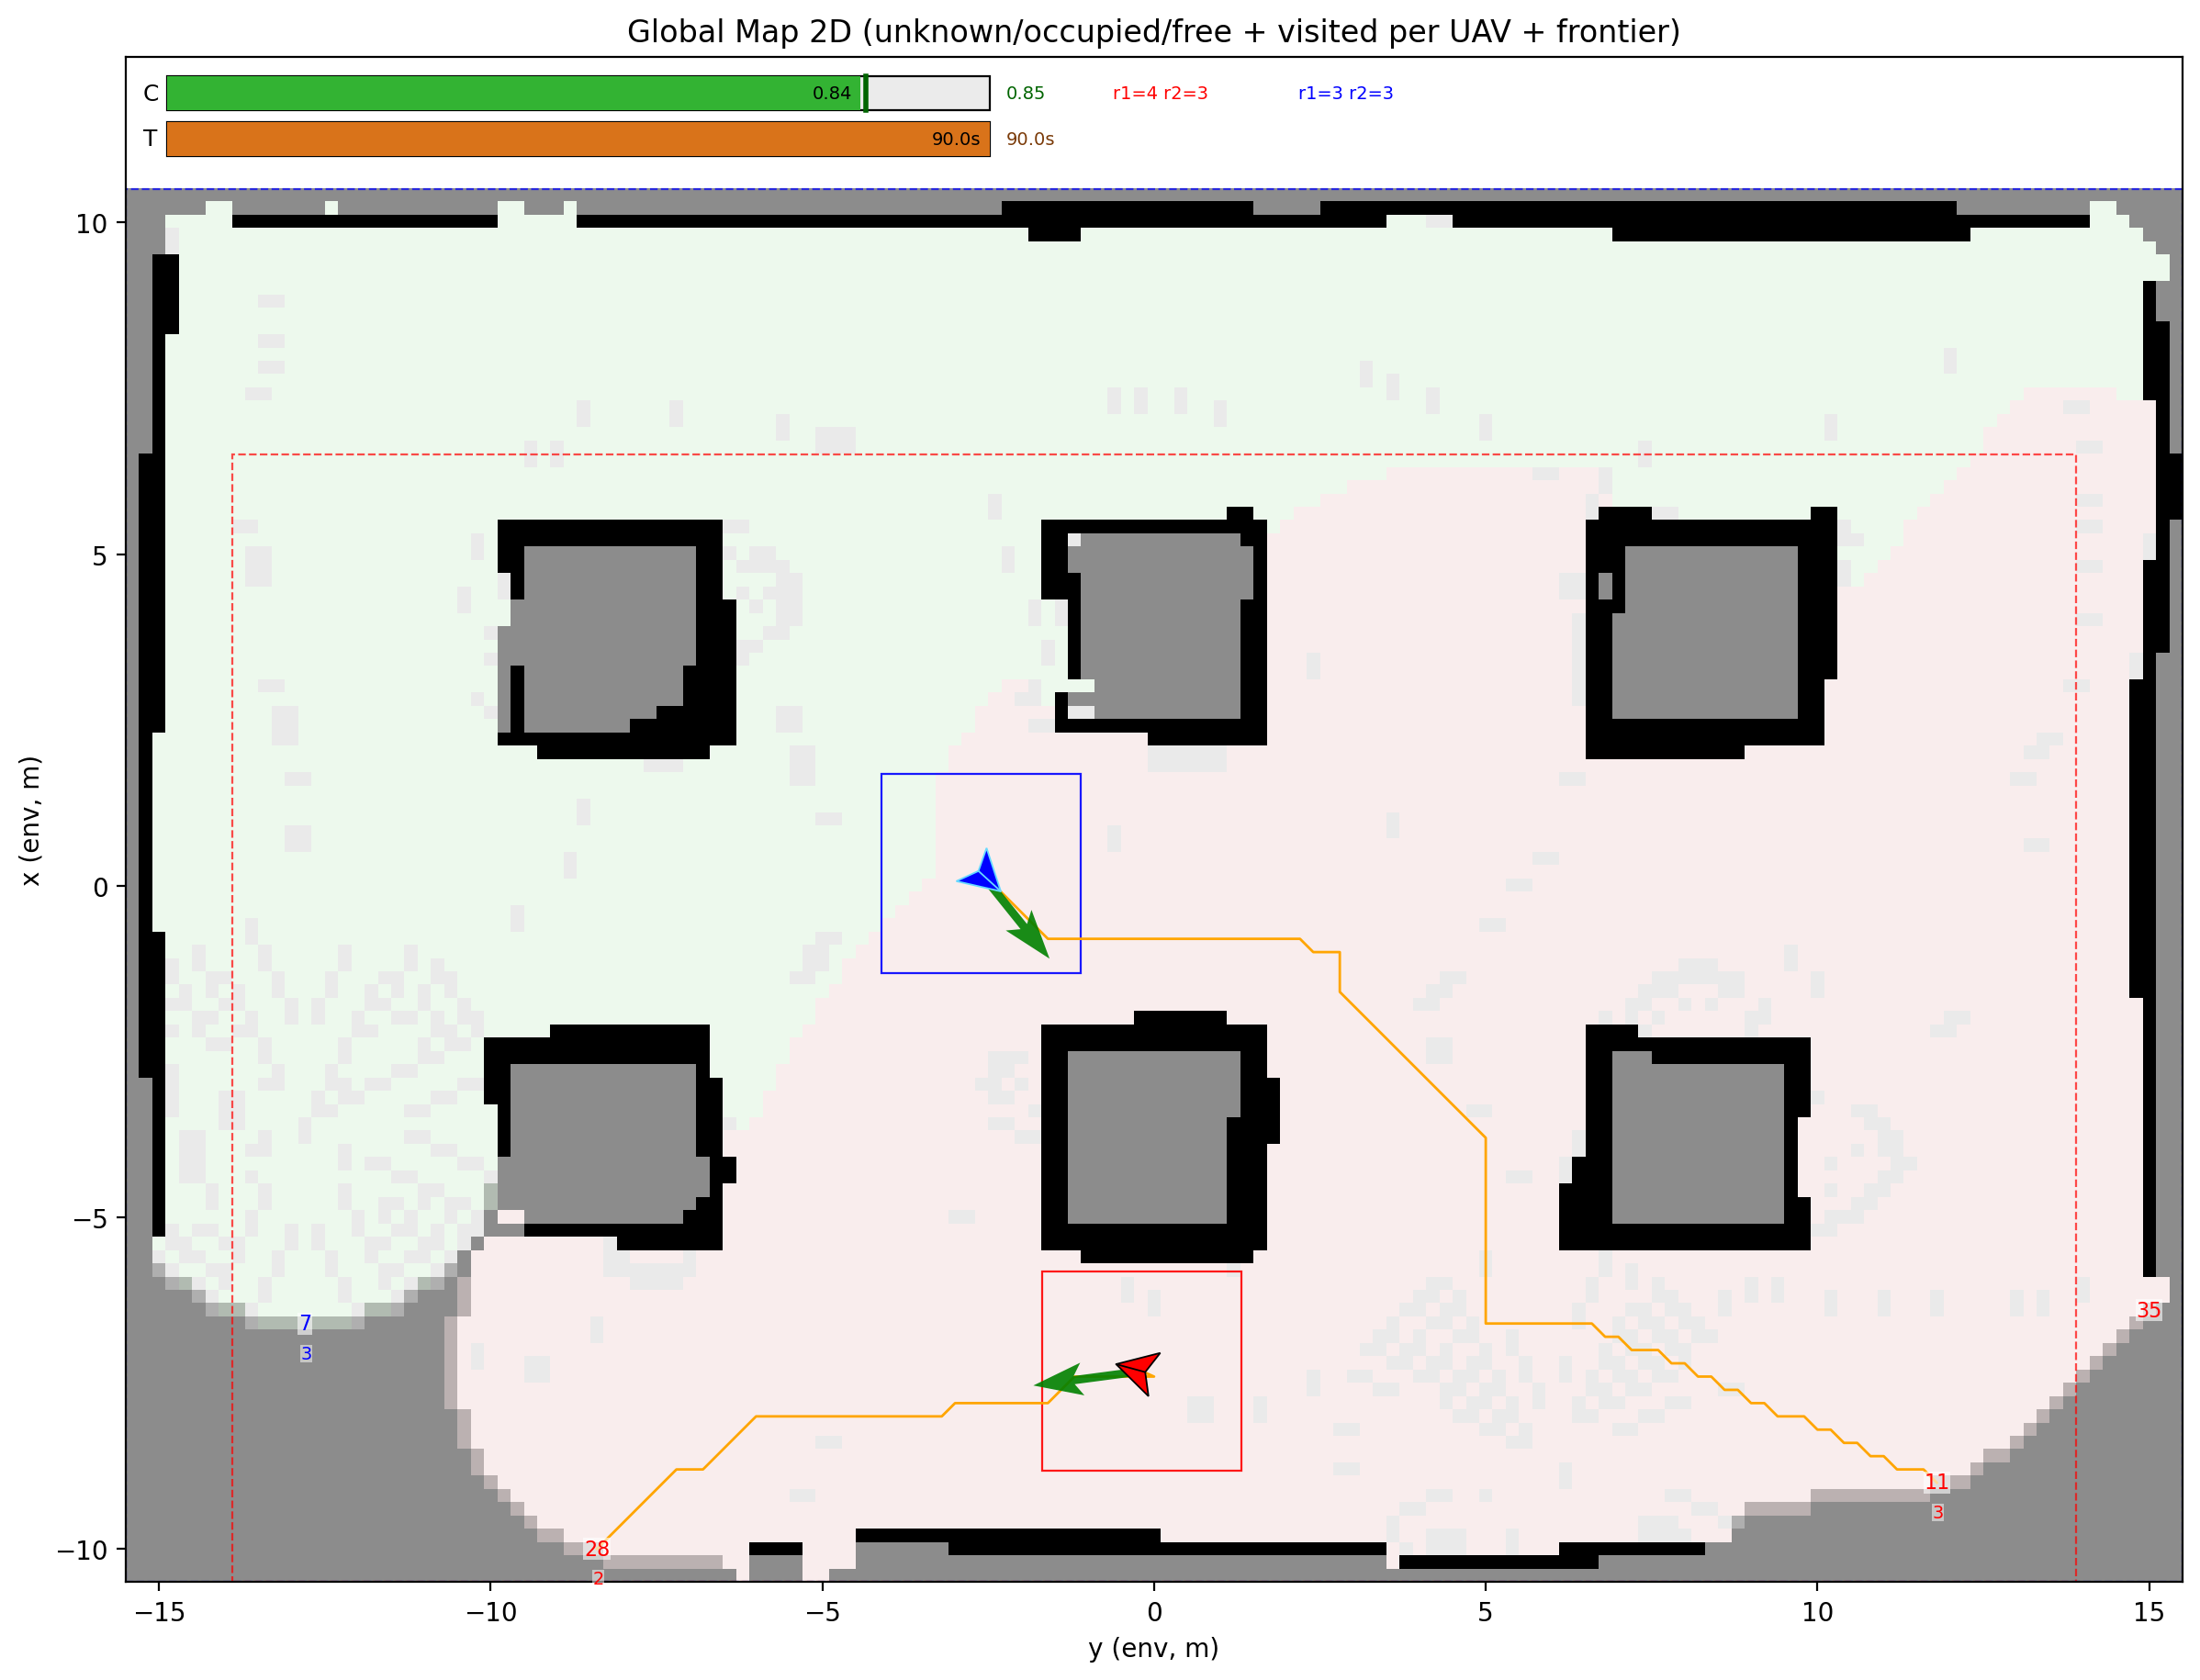 Global Map 2D (unknown/occupied/free + visited per UAV + frontier)
C 0.84 0.85 r1=4 r2=3 r1=3 r2=3
T 90.0s 90.0s
10
5
0
−5
−10
x (env, m)
7
3
35
11
3
28
2
−15 −10 −5 0 5 10 15
y (env, m)